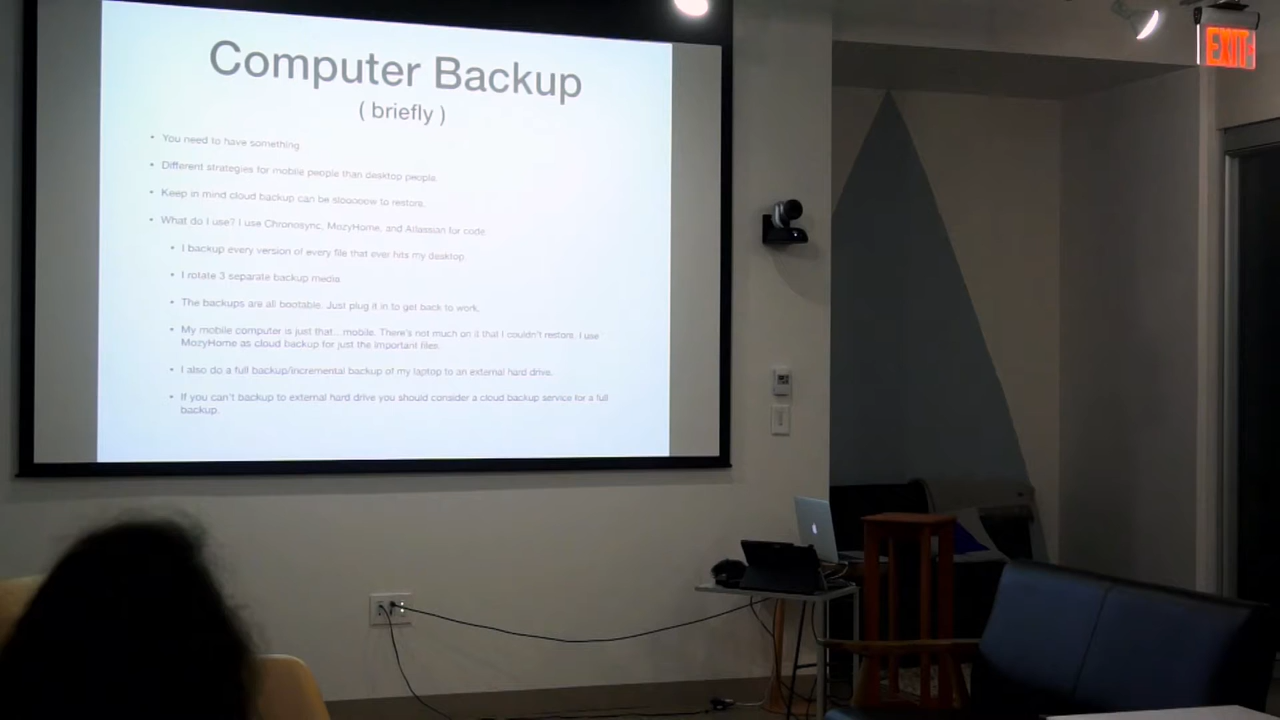 Computer Backup
( briefly )
• You need to have something
• Different strategies for mobile people than desktop people.
• Keep in mind cloud backup can be slooooow to restore.
• What do I use? I use Chronosync, MozyHome, and Atlassian for code
• I backup every version of every file that ever hits my desktop
• I rotate 3 separate backup media
• The backups are all bootable. Just plug it in to get back to work.
• My mobile computer is just that... mobile. There's not much on it that I couldn't restore. I use
MozyHome as cloud backup for just the important files.
• I also do a full backup/incremental backup of my laptop to an external hard drive.
• If you can't backup to external hard drive you should consider a cloud backup service for a full
backup.
EXIT